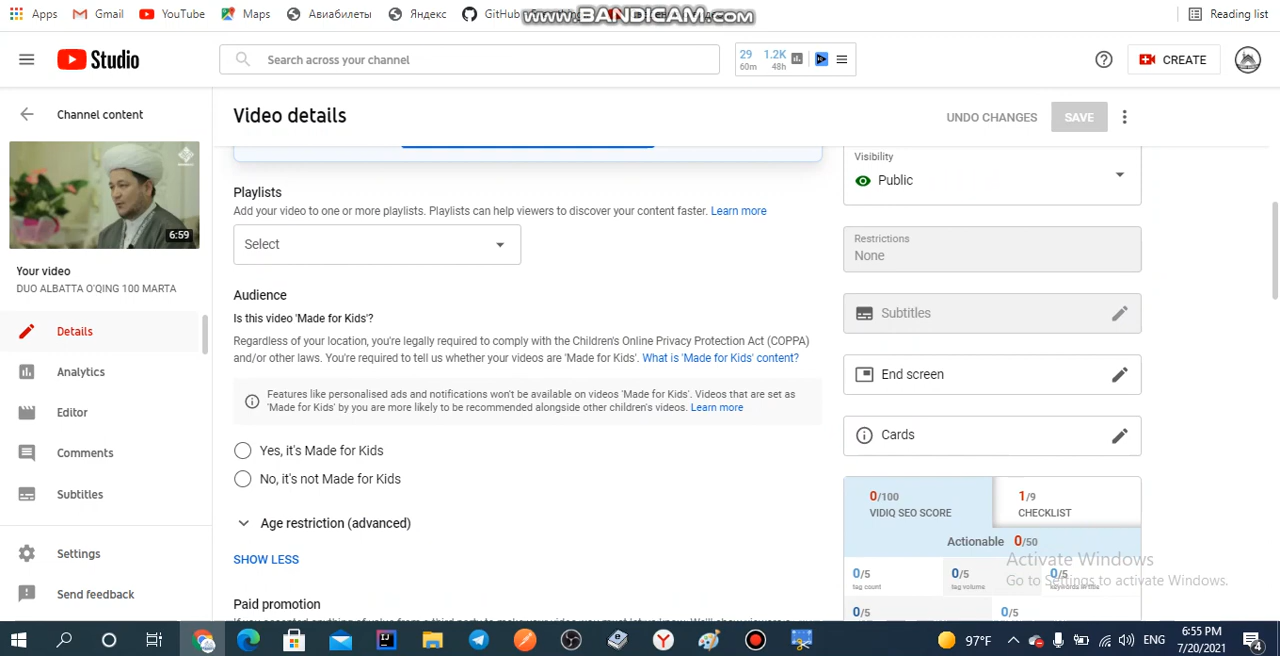 Apps
Gmail
YouTube
Maps
Авиабилеты
Яндекс
GitHub
www.BANDICAM.com
Reading list
Studio
Search across your channel
29
60m
1.2K
48h
CREATE
Channel content
Video details
UNDO CHANGES
SAVE
6:59
Your video
DUO ALBATTA O'QING 100 MARTA
Details
Analytics
Editor
Comments
Subtitles
Settings
Send feedback
Playlists
Add your video to one or more playlists. Playlists can help viewers to discover your content faster. Learn more
Select
Audience
Is this video 'Made for Kids'?
Regardless of your location, you're legally required to comply with the Children's Online Privacy Protection Act (COPPA)
and/or other laws. You're required to tell us whether your videos are 'Made for Kids'. What is 'Made for Kids' content?
Features like personalised ads and notifications won't be available on videos 'Made for Kids'. Videos that are set as
'Made for Kids' by you are more likely to be recommended alongside other children's videos. Learn more
Yes, it's Made for Kids
No, it's not Made for Kids
Age restriction (advanced)
SHOW LESS
Paid promotion
Visibility
Public
Restrictions
None
Subtitles
End screen
Cards
0/100
VIDIQ SEO SCORE
1/9
CHECKLIST
Actionable 0/50
0/5
tag count
0/5
tag volume
0/5
keywords in title
0/5
0/5
Activate Windows
Go to Settings to activate Windows.
97°F
ENG
6:55 PM
7/20/2021
4